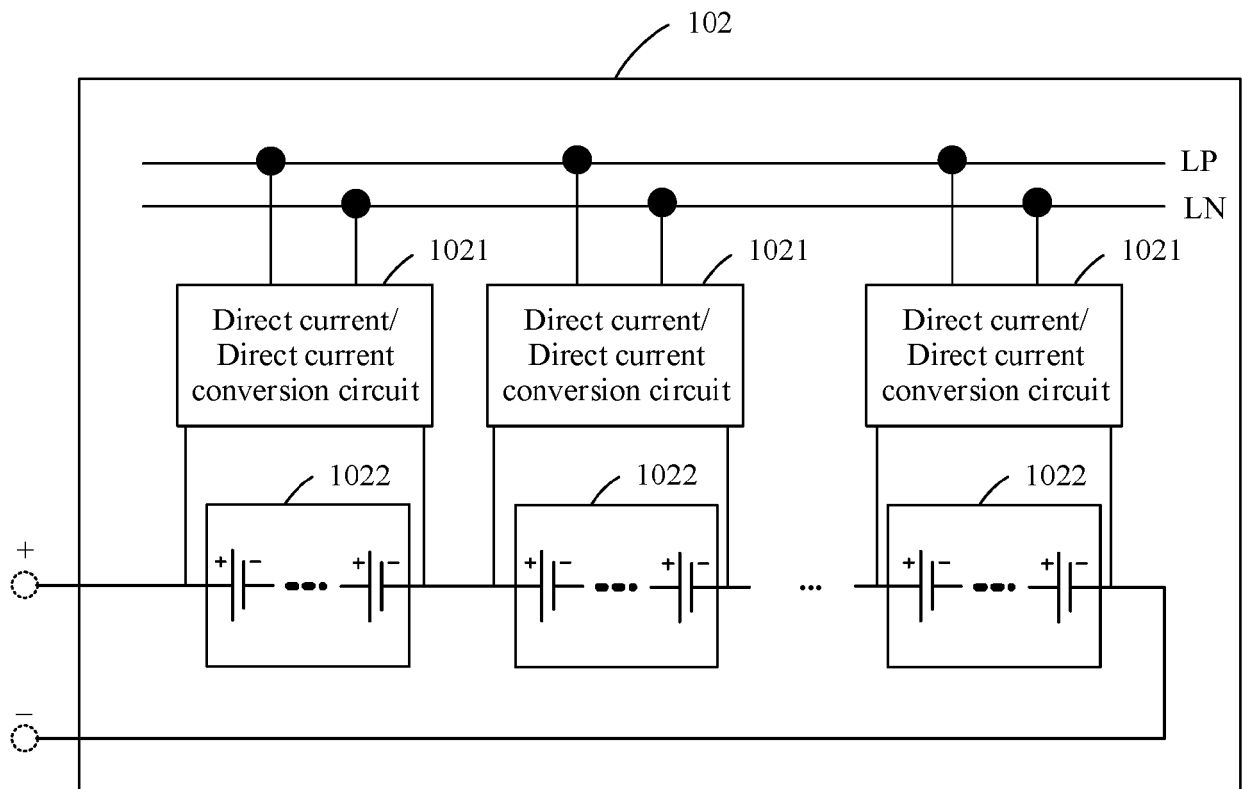 102
LP
LN
1021
1021
1021
Direct current/
Direct current
conversion circuit
Direct current/
Direct current
conversion circuit
Direct current/
Direct current
conversion circuit
1022
1022
1022
+
+ - + -
+ - + -
...
+ - + -
−